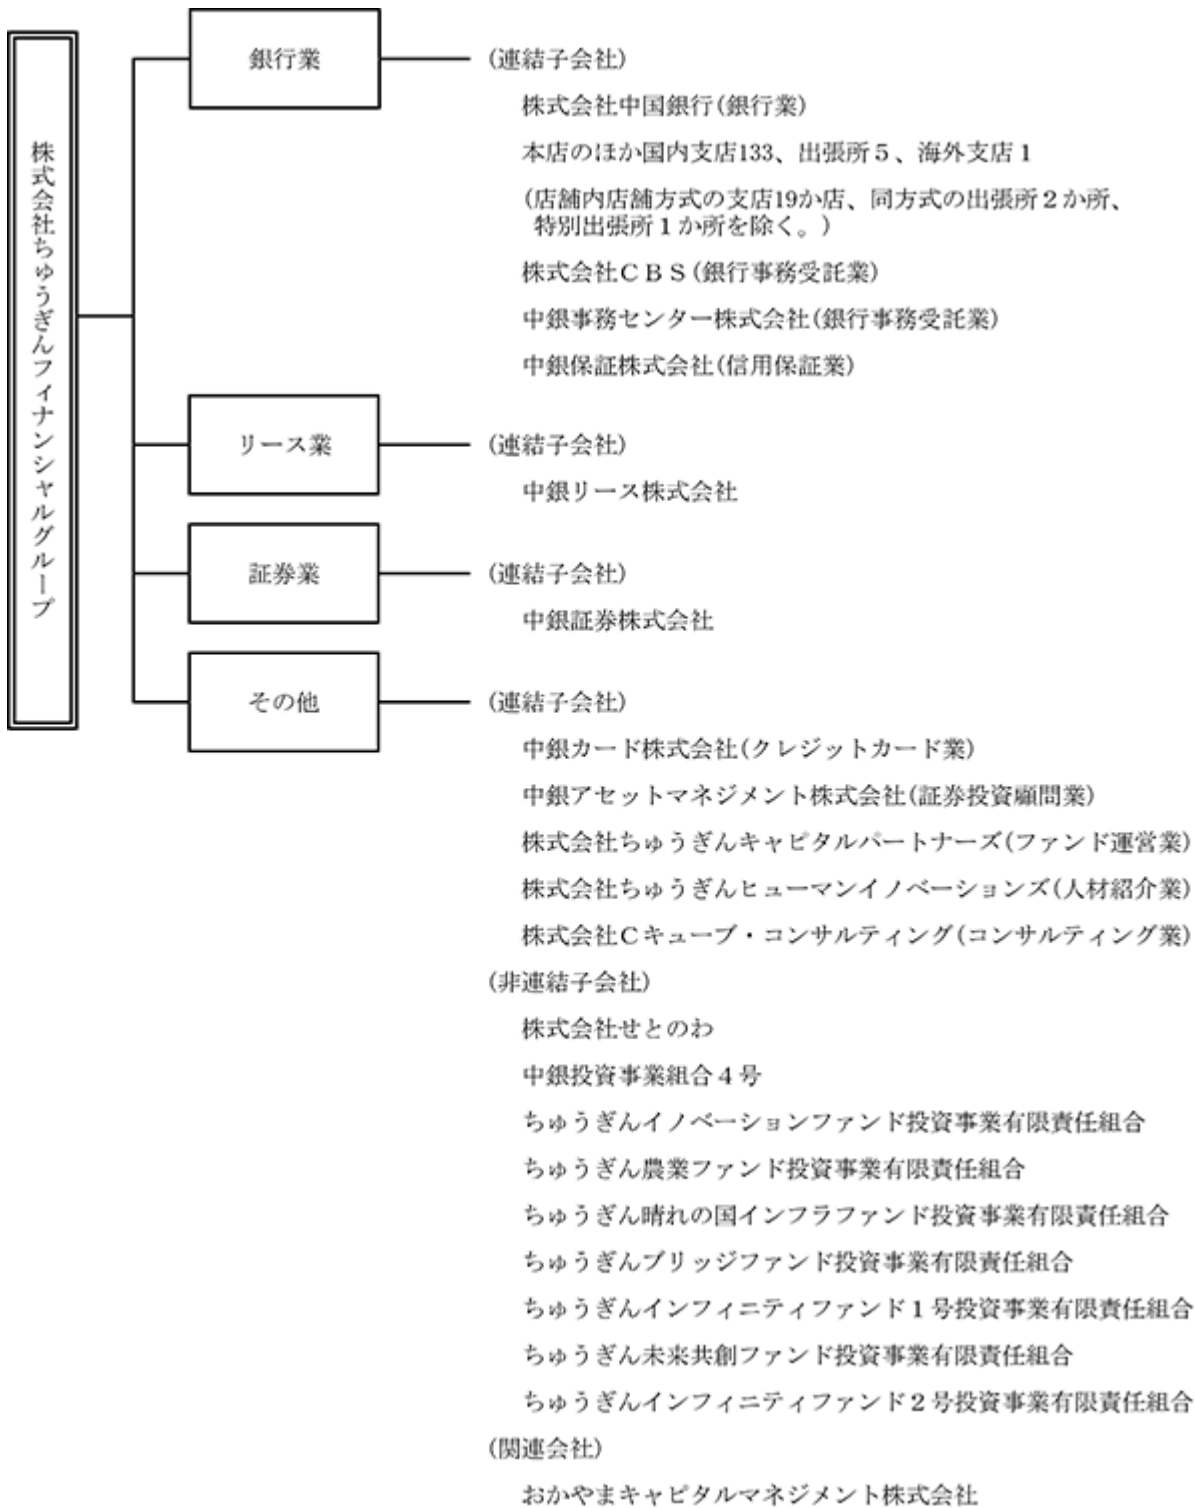 株式会社ちゅうぎんフィナンシャルグループ
銀行業
(連結子会社)
株式会社中国銀行(銀行業)
本店のほか国内支店133、出張所５、海外支店１
(店舗内店舗方式の支店19か店、同方式の出張所２か所、
特別出張所１か所を除く。)
株式会社ＣＢＳ(銀行事務受託業)
中銀事務センター株式会社(銀行事務受託業)
中銀保証株式会社(信用保証業)
リース業
(連結子会社)
中銀リース株式会社
証券業
(連結子会社)
中銀証券株式会社
その他
(連結子会社)
中銀カード株式会社(クレジットカード業)
中銀アセットマネジメント株式会社(証券投資顧問業)
株式会社ちゅうぎんキャピタルパートナーズ(ファンド運営業)
株式会社ちゅうぎんヒューマンイノベーションズ(人材紹介業)
株式会社Ｃキューブ・コンサルティング(コンサルティング業)
(非連結子会社)
株式会社せとのわ
中銀投資事業組合４号
ちゅうぎんイノベーションファンド投資事業有限責任組合
ちゅうぎん農業ファンド投資事業有限責任組合
ちゅうぎん晴れの国インフラファンド投資事業有限責任組合
ちゅうぎんブリッジファンド投資事業有限責任組合
ちゅうぎんインフィニティファンド１号投資事業有限責任組合
ちゅうぎん未来共創ファンド投資事業有限責任組合
ちゅうぎんインフィニティファンド２号投資事業有限責任組合
(関連会社)
おかやまキャピタルマネジメント株式会社